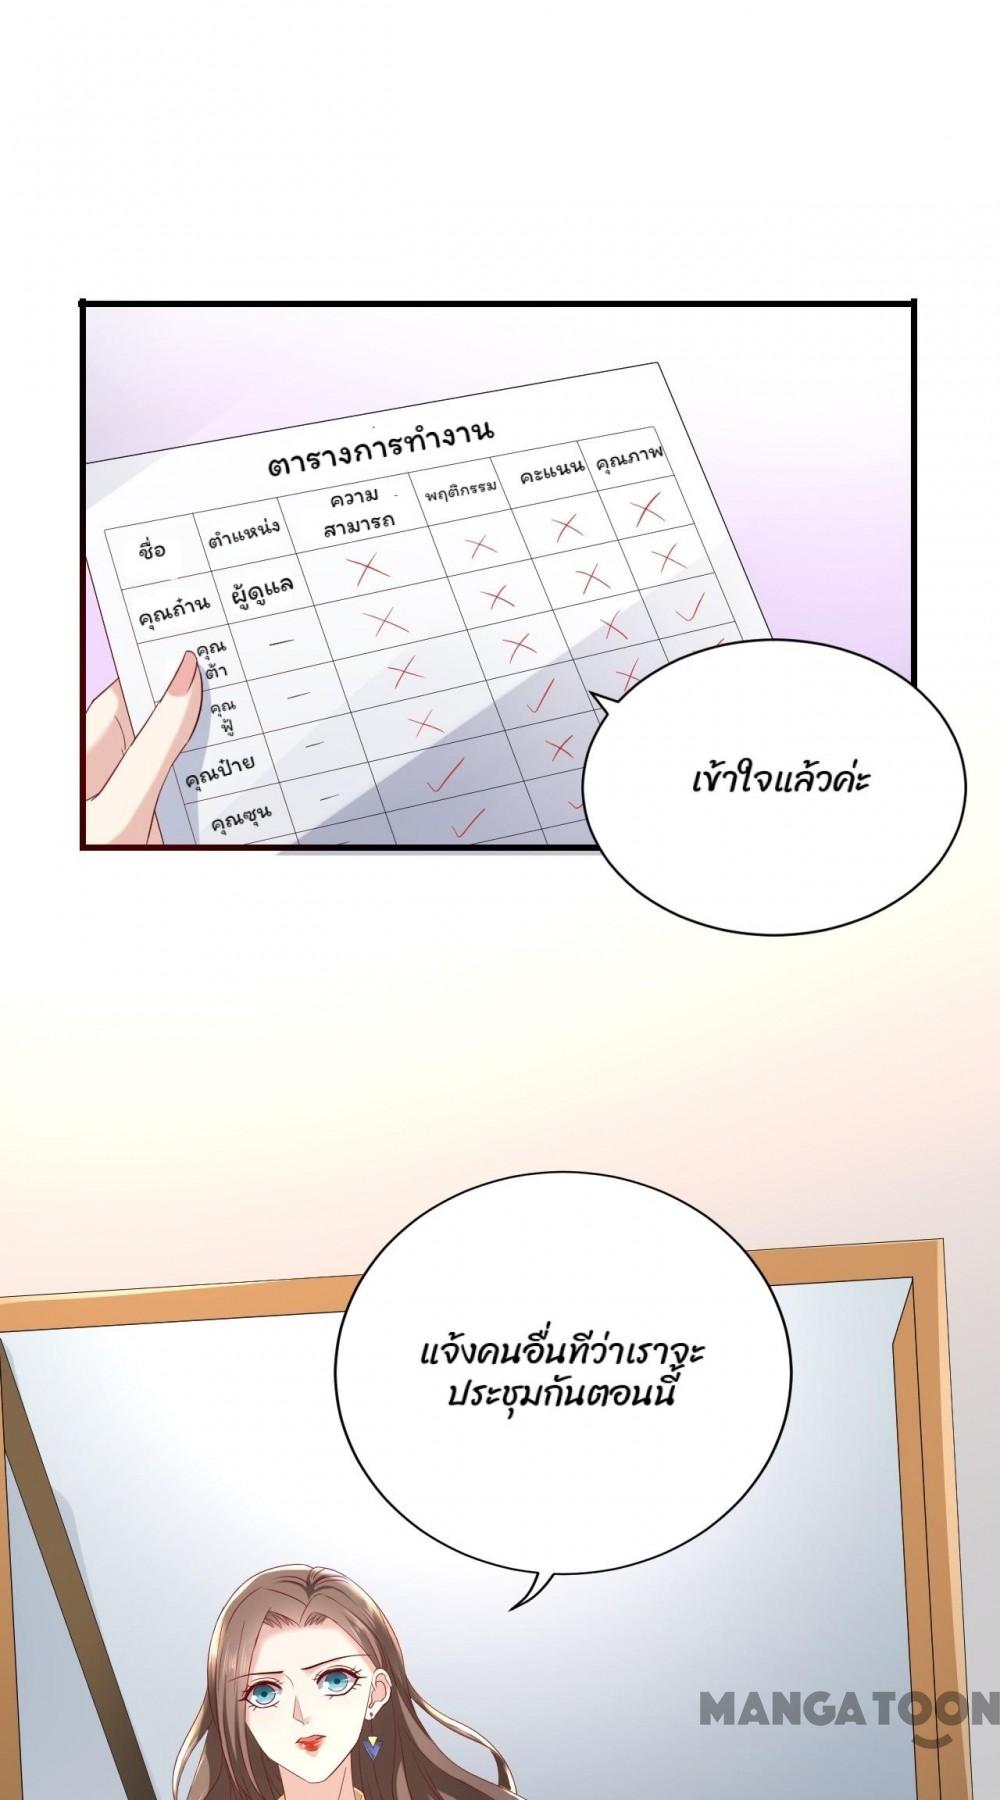 ตารางการทำงาน
ชื่อ
ตำแหน่ง
ความ
สามารถ
พฤติกรรม
คะแนน
คุณภาพ
คุณถ่าน
ผู้ดูแล
คุณ
ต้า
คุณ
ฟู้
คุณป๋าย
คุณซุน
เข้าใจแล้วค่ะ
แจ้งคนอื่นทีว่าเราจะ
ประชุมกันตอนนี้
MANGATOON